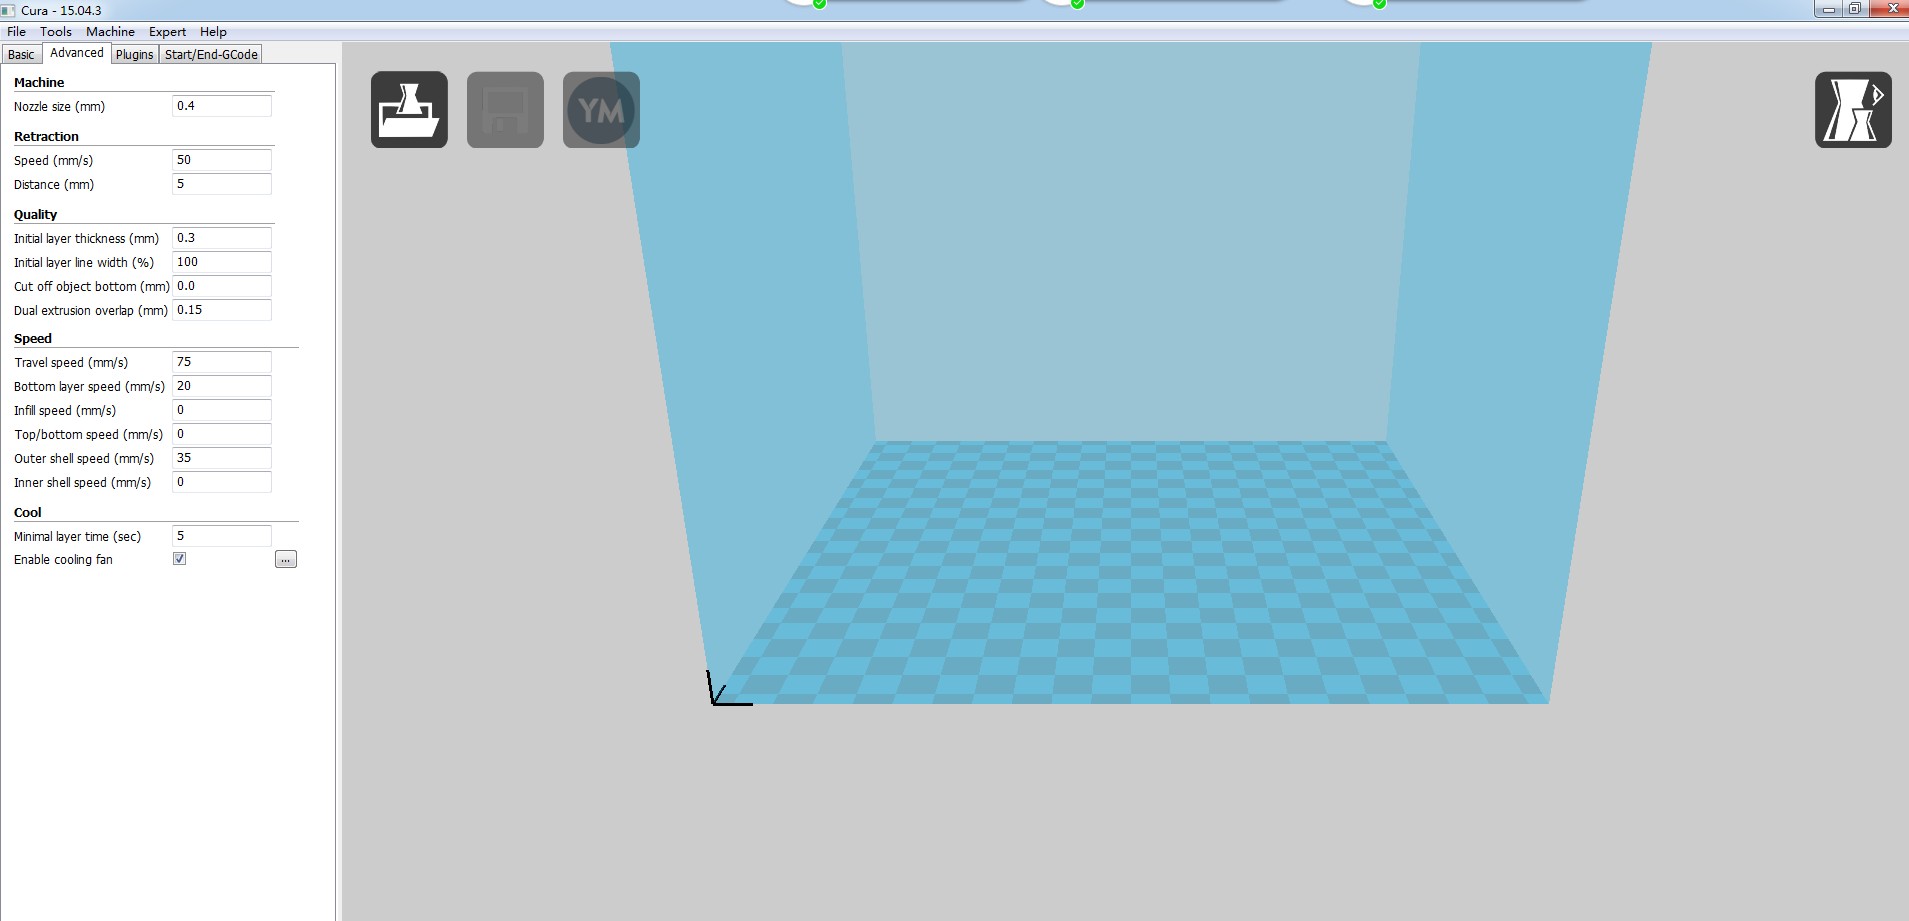 Cura - 15.04.3
File Tools Machine Expert Help
Basic Advanced Plugins Start/End-GCode
Machine
Nozzle size (mm) 0.4
Retraction
Speed (mm/s) 50
Distance (mm) 5
Quality
Initial layer thickness (mm) 0.3
Initial layer line width (%) 100
Cut off object bottom (mm) 0.0
Dual extrusion overlap (mm) 0.15
Speed
Travel speed (mm/s) 75
Bottom layer speed (mm/s) 20
Infill speed (mm/s) 0
Top/bottom speed (mm/s) 0
Outer shell speed (mm/s) 35
Inner shell speed (mm/s) 0
Cool
Minimal layer time (sec) 5
Enable cooling fan ...
YM